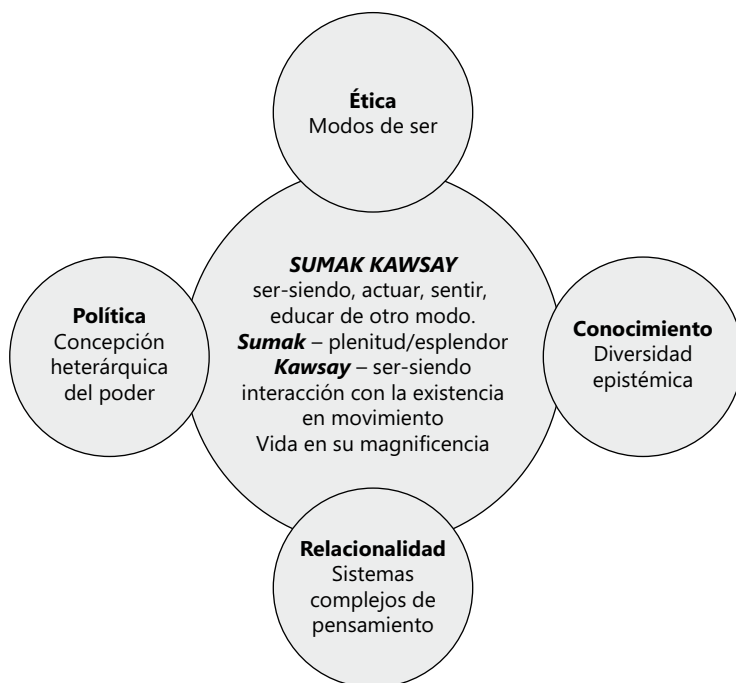 Ética
Modos de ser
SUMAK KAWSAY
ser-siendo, actuar, sentir,
educar de otro modo.
Sumak – plenitud/esplendor
Kawsay – ser-siendo
interacción con la existencia
en movimiento
Vida en su magnificencia
Política
Concepción
heterárquica
del poder
Conocimiento
Diversidad
epistémica
Relacionalidad
Sistemas
complejos de
pensamiento